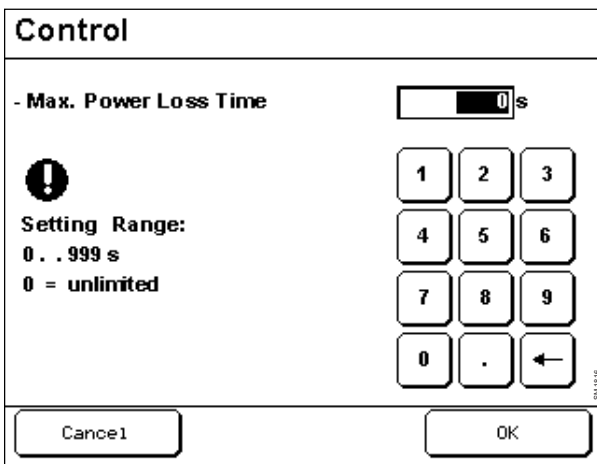 Control
- Max. Power Loss Time
0 s
Setting Range:
0 . . 999 s
0 = unlimited
1 2 3
4 5 6
7 8 9
0 . ←
Cancel
OK